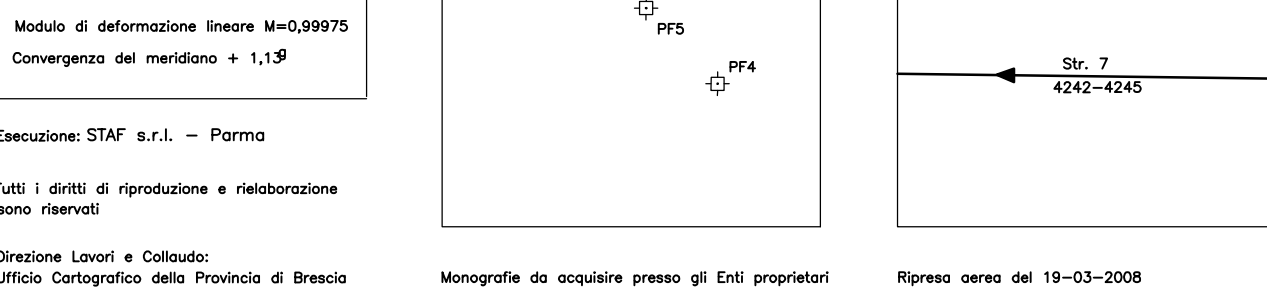 Modulo di deformazione lineare M=0,99975
Convergenza del meridiano + 1,13g
Esecuzione: STAF s.r.l. – Parma
Tutti i diritti di riproduzione e rielaborazione
sono riservati
Direzione Lavori e Collaudo:
Ufficio Cartografico della Provincia di Brescia
PF5
PF4
Monografie da acquisire presso gli Enti proprietari
Str. 7
4242–4245
Ripresa aerea del 19–03–2008